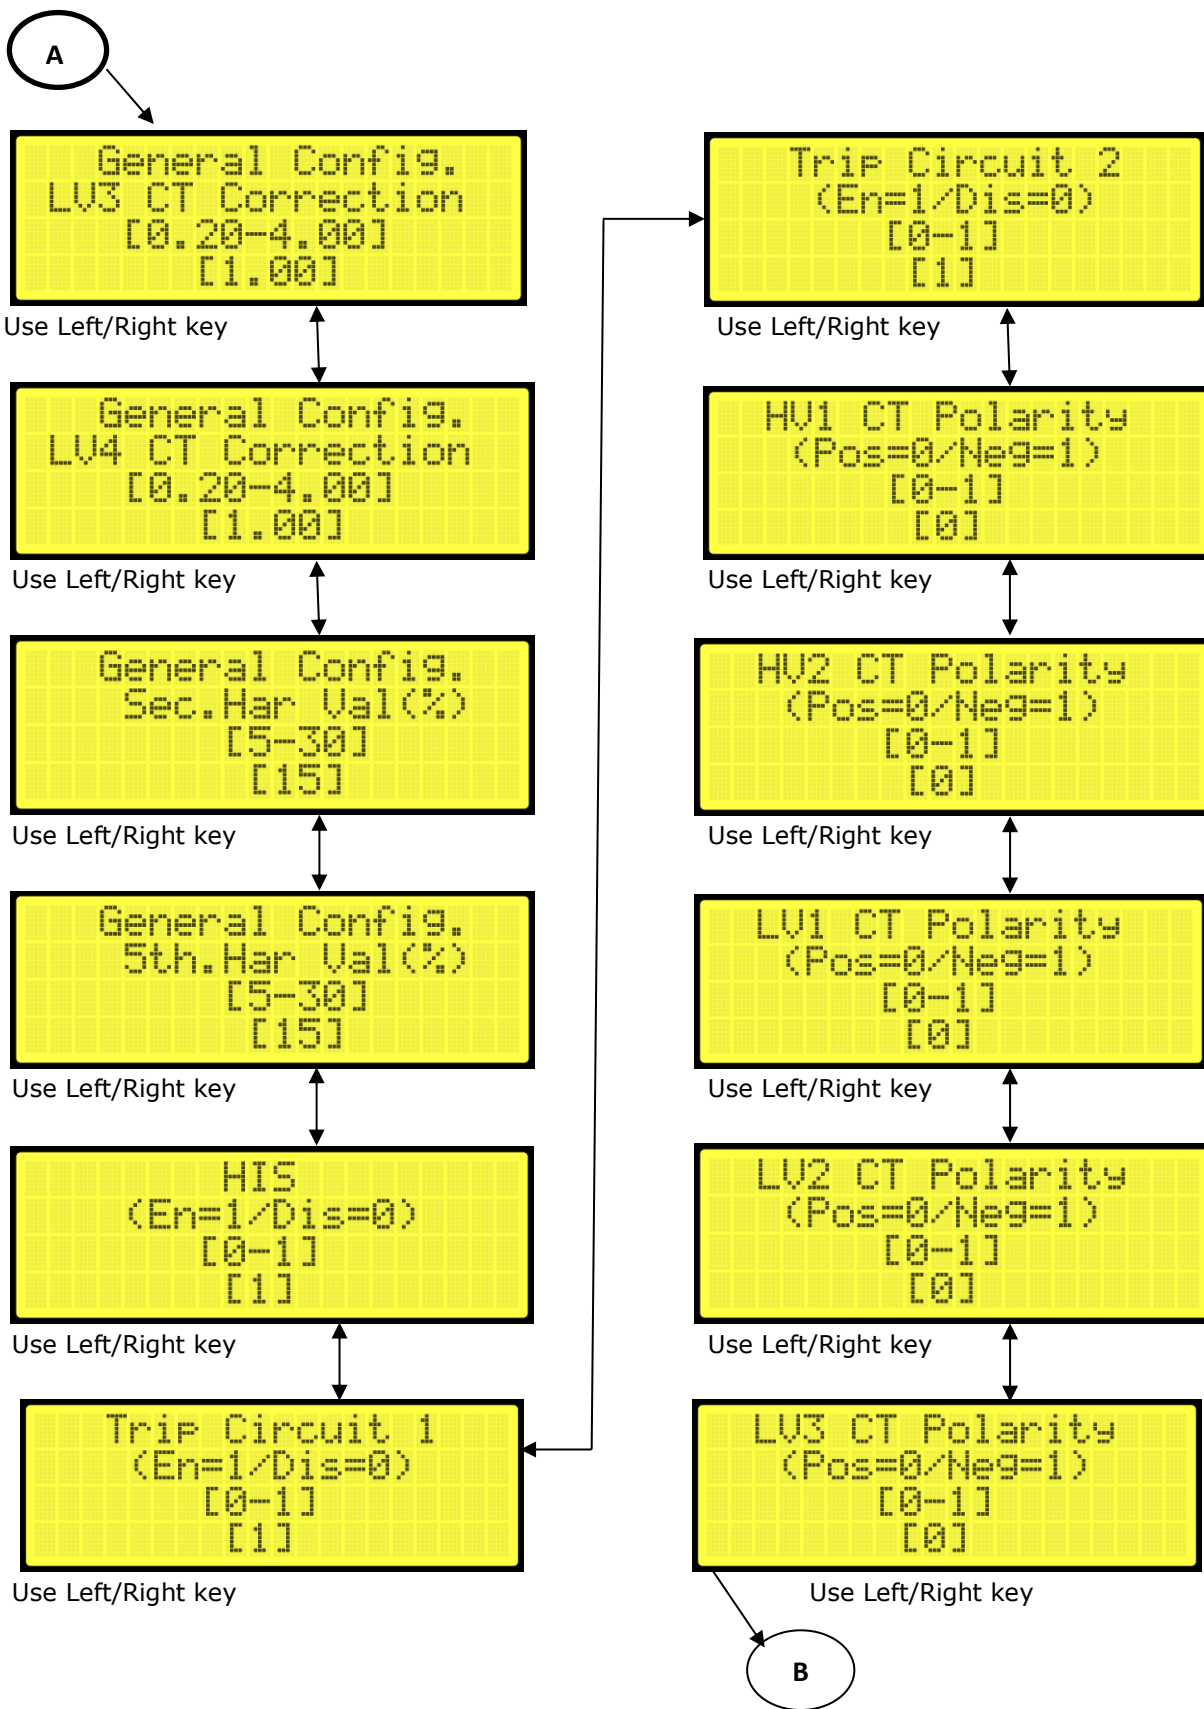 A
General Config.
LV3 CT Correction
[0.20-4.00]
[1.00]
Use Left/Right key
General Config.
LV4 CT Correction
[0.20-4.00]
[1.00]
Use Left/Right key
General Config.
Sec.Har Val(%)
[5-30]
[15]
Use Left/Right key
General Config.
5th.Har Val(%)
[5-30]
[15]
Use Left/Right key
HIS
(En=1/Dis=0)
[0-1]
[1]
Use Left/Right key
Trip Circuit 1
(En=1/Dis=0)
[0-1]
[1]
Use Left/Right key
Trip Circuit 2
(En=1/Dis=0)
[0-1]
[1]
Use Left/Right key
HV1 CT Polarity
(Pos=0/Neg=1)
[0-1]
[0]
Use Left/Right key
HV2 CT Polarity
(Pos=0/Neg=1)
[0-1]
[0]
Use Left/Right key
LV1 CT Polarity
(Pos=0/Neg=1)
[0-1]
[0]
Use Left/Right key
LV2 CT Polarity
(Pos=0/Neg=1)
[0-1]
[0]
Use Left/Right key
LV3 CT Polarity
(Pos=0/Neg=1)
[0-1]
[0]
Use Left/Right key
B